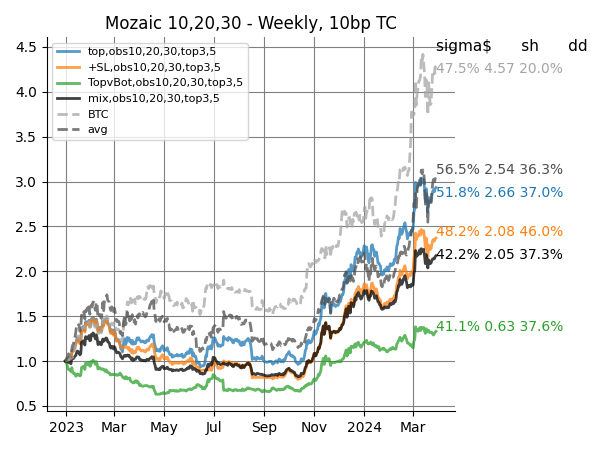 Mozaic 10,20,30 - Weekly, 10bp TC
sigma$ sh dd
top,obs10,20,30,top3,5
+SL,obs10,20,30,top3,5
TopvBot,obs10,20,30,top3,5
mix,obs10,20,30,top3,5
BTC
avg
47.5% 4.57 20.0%
56.5% 2.54 36.3%
51.8% 2.66 37.0%
48.2% 2.08 46.0%
42.2% 2.05 37.3%
41.1% 0.63 37.6%
4.5
4.0
3.5
3.0
2.5
2.0
1.5
1.0
0.5
2023 Mar May Jul Sep Nov 2024 Mar